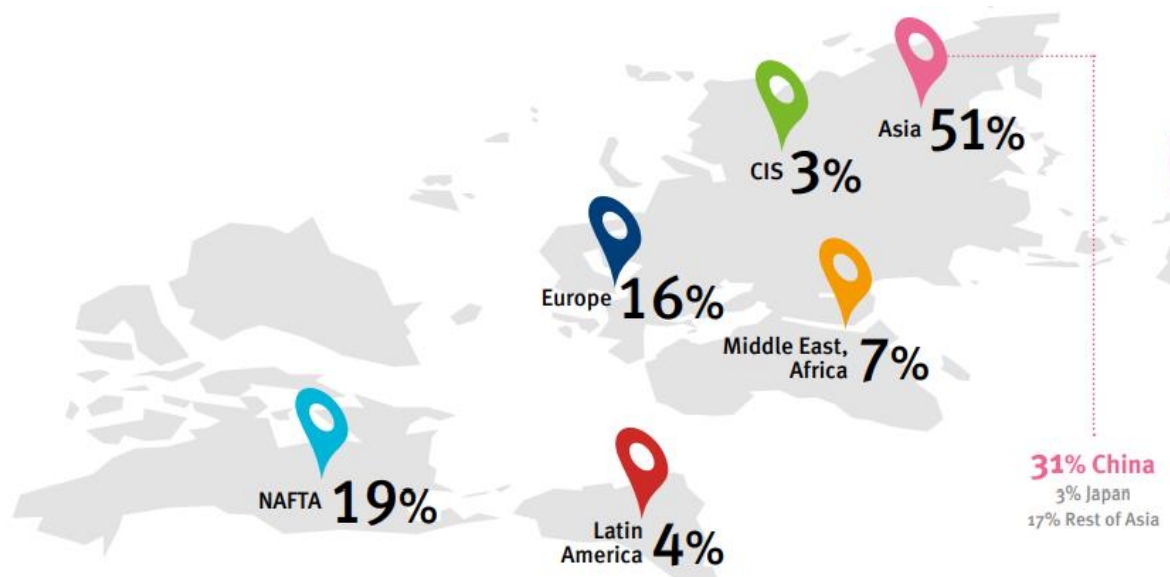 Asia 51%
CIS 3%
Europe 16%
Middle East,
Africa 7%
NAFTA 19%
Latin
America 4%
31% China
3% Japan
17% Rest of Asia